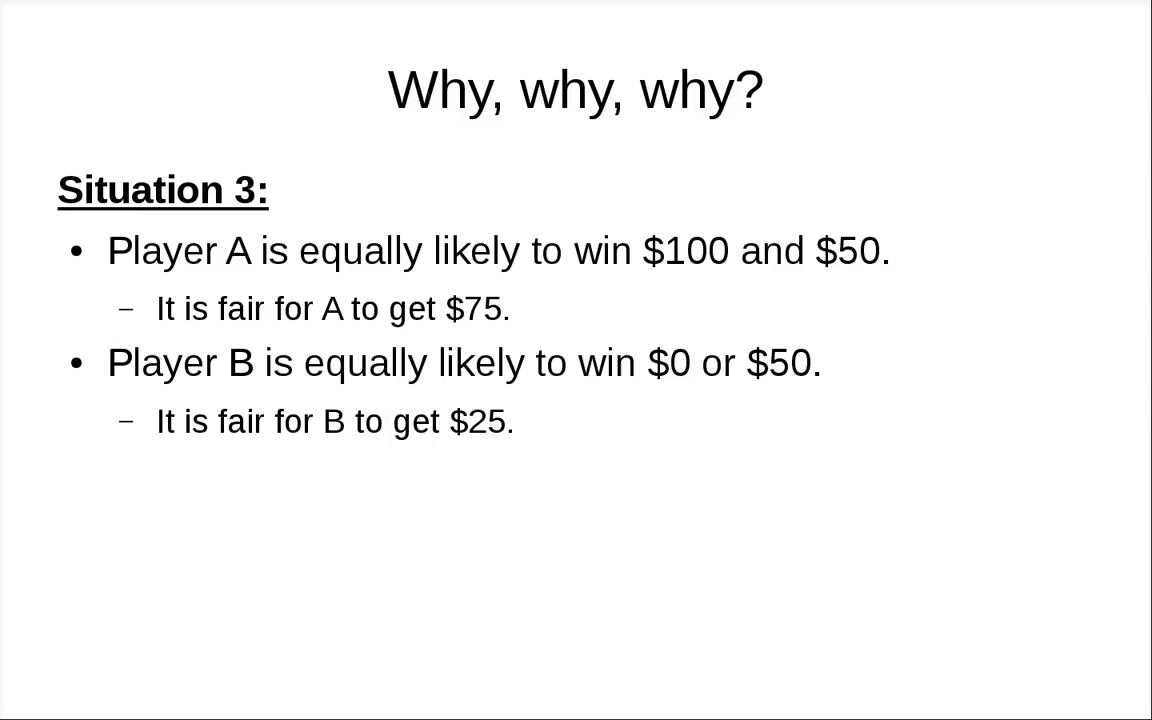 Why, why, why?
Situation 3:
• Player A is equally likely to win $100 and $50.
– It is fair for A to get $75.
• Player B is equally likely to win $0 or $50.
– It is fair for B to get $25.